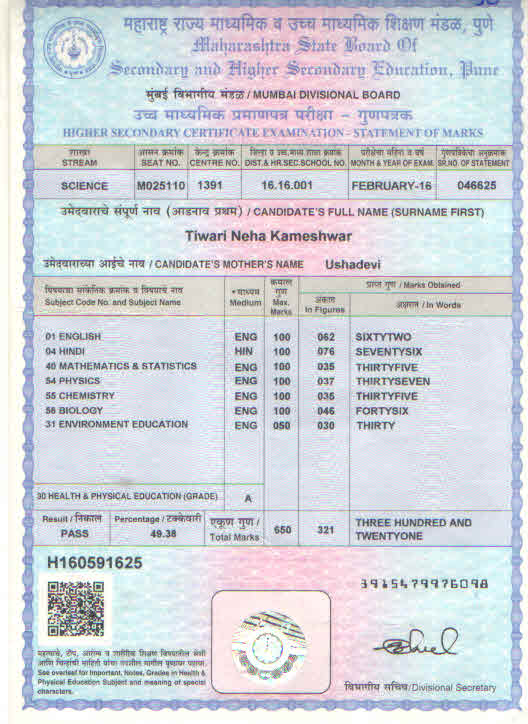 महाराष्ट्र राज्य माध्यमिक व उच्च माध्यमिक शिक्षण मंडळ, पुणे
Maharashtra State Board Of
Secondary and Higher Secondary Education, Pune
मुंबई विभागीय मंडळ / MUMBAI DIVISIONAL BOARD
उच्च माध्यमिक प्रमाणपत्र परीक्षा - गुणपत्रक
HIGHER SECONDARY CERTIFICATE EXAMINATION - STATEMENT OF MARKS
शाखा आसन क्रमांक केन्द्र क्रमांक जिल्हा व उच्च.माध्य.शाळा क्रमांक परीक्षेचा महिना व वर्ष गुणपत्रिकेचा अनुक्रमांक
STREAM SEAT NO. CENTRE NO. DIST.& HR.SEC.SCHOOL NO. MONTH & YEAR OF EXAM. SR.NO. OF STATEMENT
SCIENCE M025110 1391 16.16.001 FEBRUARY-16 046625
उमेदवाराचे संपूर्ण नाव (आडनाव प्रथम) / CANDIDATE'S FULL NAME (SURNAME FIRST)
Tiwari Neha Kameshwar
उमेदवाराच्या आईचे नाव / CANDIDATE'S MOTHER'S NAME Ushadevi
विषयाचा सांकेतिक क्रमांक व विषयाचे नाव
Subject Code No. and Subject Name
माध्यम
Medium
कमाल
गुण
Max.
Marks
प्राप्त गुण / Marks Obtained
अंकात
In Figures
अक्षरात / In Words
01 ENGLISH ENG 100 062 SIXTYTWO
04 HINDI HIN 100 076 SEVENTYSIX
40 MATHEMATICS & STATISTICS ENG 100 035 THIRTYFIVE
54 PHYSICS ENG 100 037 THIRTYSEVEN
55 CHEMISTRY ENG 100 035 THIRTYFIVE
56 BIOLOGY ENG 100 046 FORTYSIX
31 ENVIRONMENT EDUCATION ENG 050 030 THIRTY
30 HEALTH & PHYSICAL EDUCATION (GRADE) A
Result / निकाल Percentage / टक्केवारी एकूण गुण /
Total Marks
PASS 49.38 650 321 THREE HUNDRED AND
TWENTYONE
H160591625
3915479976098
See overleaf for Important, Notes, Grades in Health &
Physical Education Subject and meaning of special
characters.
विभागीय सचिव/Divisional Secretary